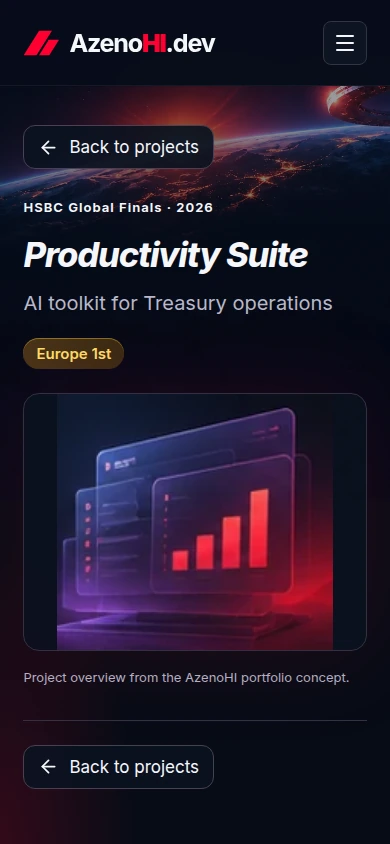 AzenoHI.dev
Back to projects
HSBC Global Finals · 2026
Productivity Suite
AI toolkit for Treasury operations
Europe 1st
Project overview from the AzenoHI portfolio concept.
Back to projects